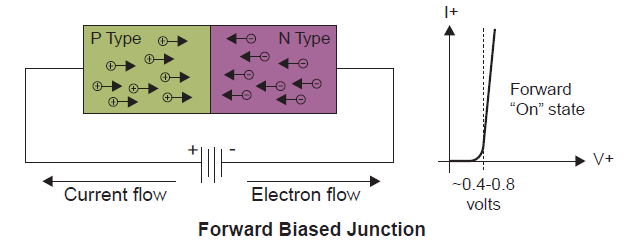 P Type
N Type
+
-
Current flow
Electron flow
I+
Forward
“On” state
V+
~0.4-0.8
volts
Forward Biased Junction